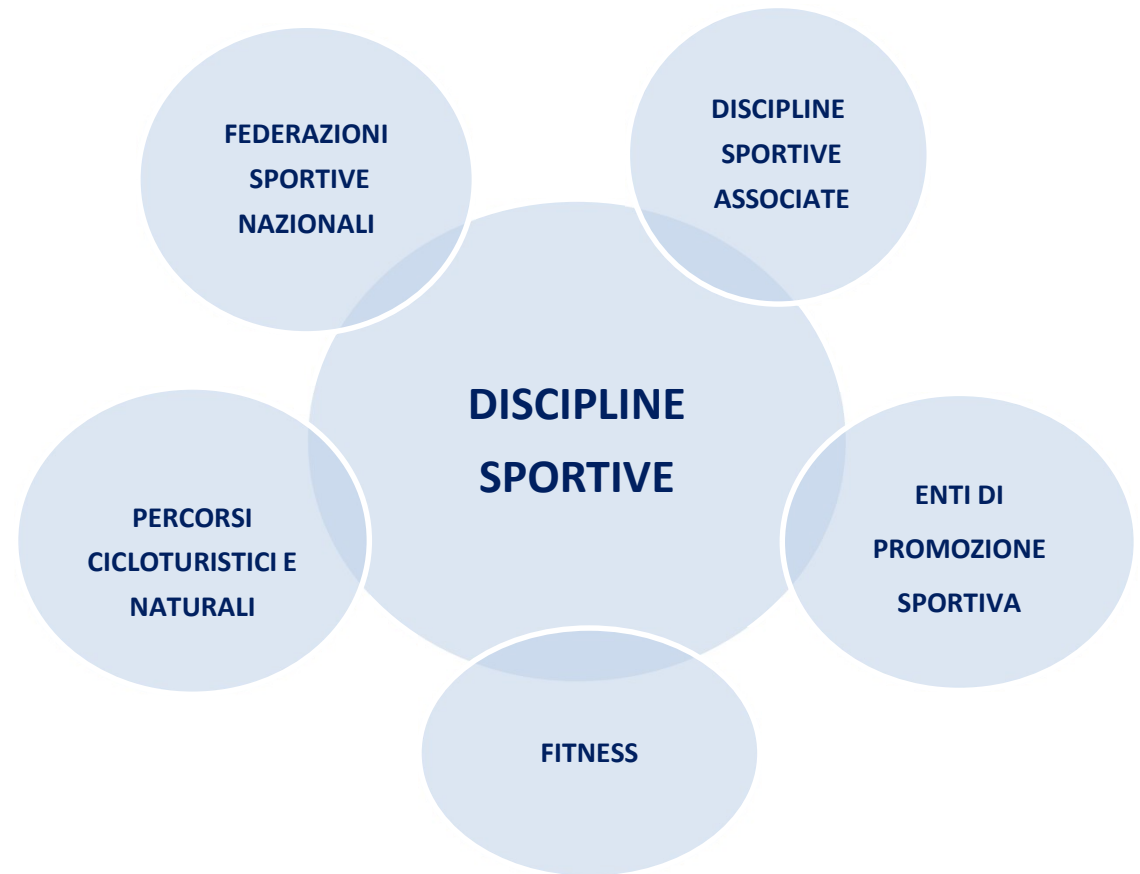 FEDERAZIONI
SPORTIVE
NAZIONALI
DISCIPLINE
SPORTIVE
ASSOCIATE
DISCIPLINE
SPORTIVE
PERCORSI
CICLOTURISTICI E
NATURALI
ENTI DI
PROMOZIONE
SPORTIVA
FITNESS